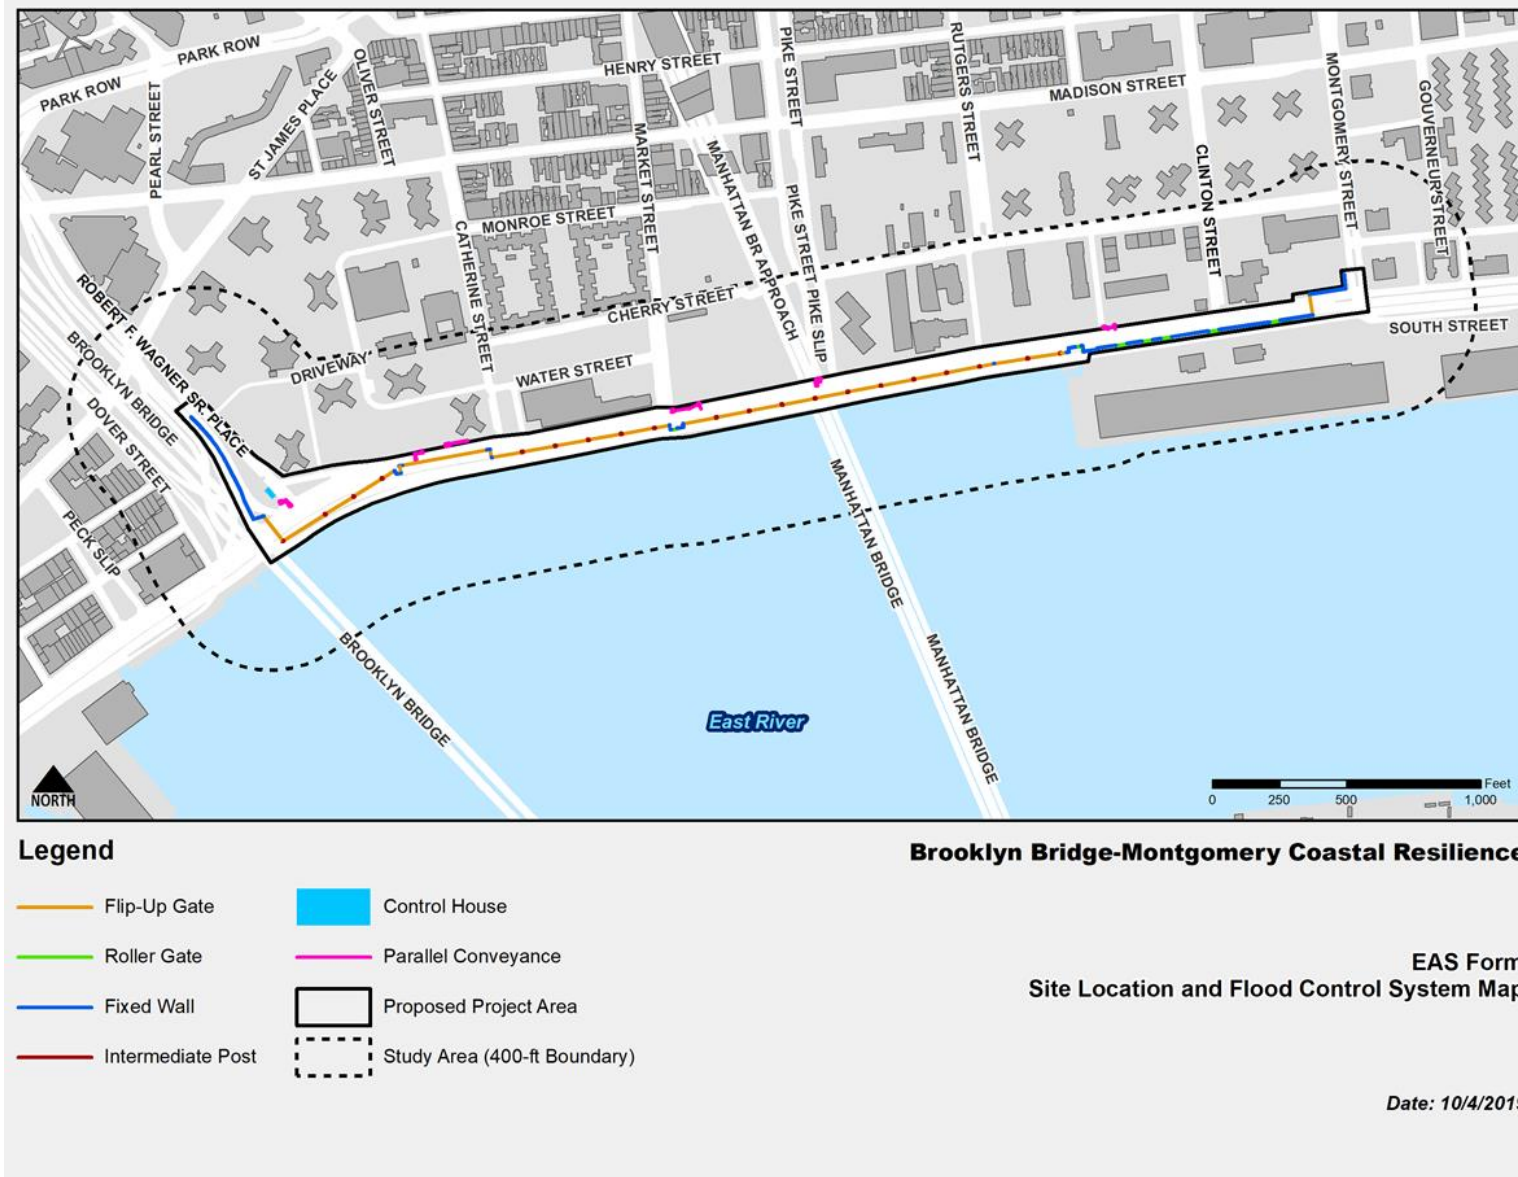 PARK ROW
PARK ROW
PEARL STREET
ST JAMES PLACE
OLIVER STREET
HENRY STREET
PIKE STREET
RUTGERS STREET
MADISON STREET
MONTGOMERY STREET
GOUVERNEUR STREET
MARKET STREET
MANHATTAN BR APPROACH
PIKE STREET
PIKE SLIP
CLINTON STREET
MONROE STREET
CATHERINE STREET
CHERRY STREET
ROBERT F. WAGNER SR. PLACE
BROOKLYN BRIDGE
DOVER STREET
PECK SLIP
DRIVEWAY
WATER STREET
SOUTH STREET
MANHATTAN BRIDGE
MANHATTAN BRIDGE
BROOKLYN BRIDGE
East River
NORTH
Feet
0 250 500 1,000
Legend
Flip-Up Gate
Roller Gate
Fixed Wall
Intermediate Post
Control House
Parallel Conveyance
Proposed Project Area
Study Area (400-ft Boundary)
Brooklyn Bridge-Montgomery Coastal Resilience
EAS Form
Site Location and Flood Control System Map
Date: 10/4/201